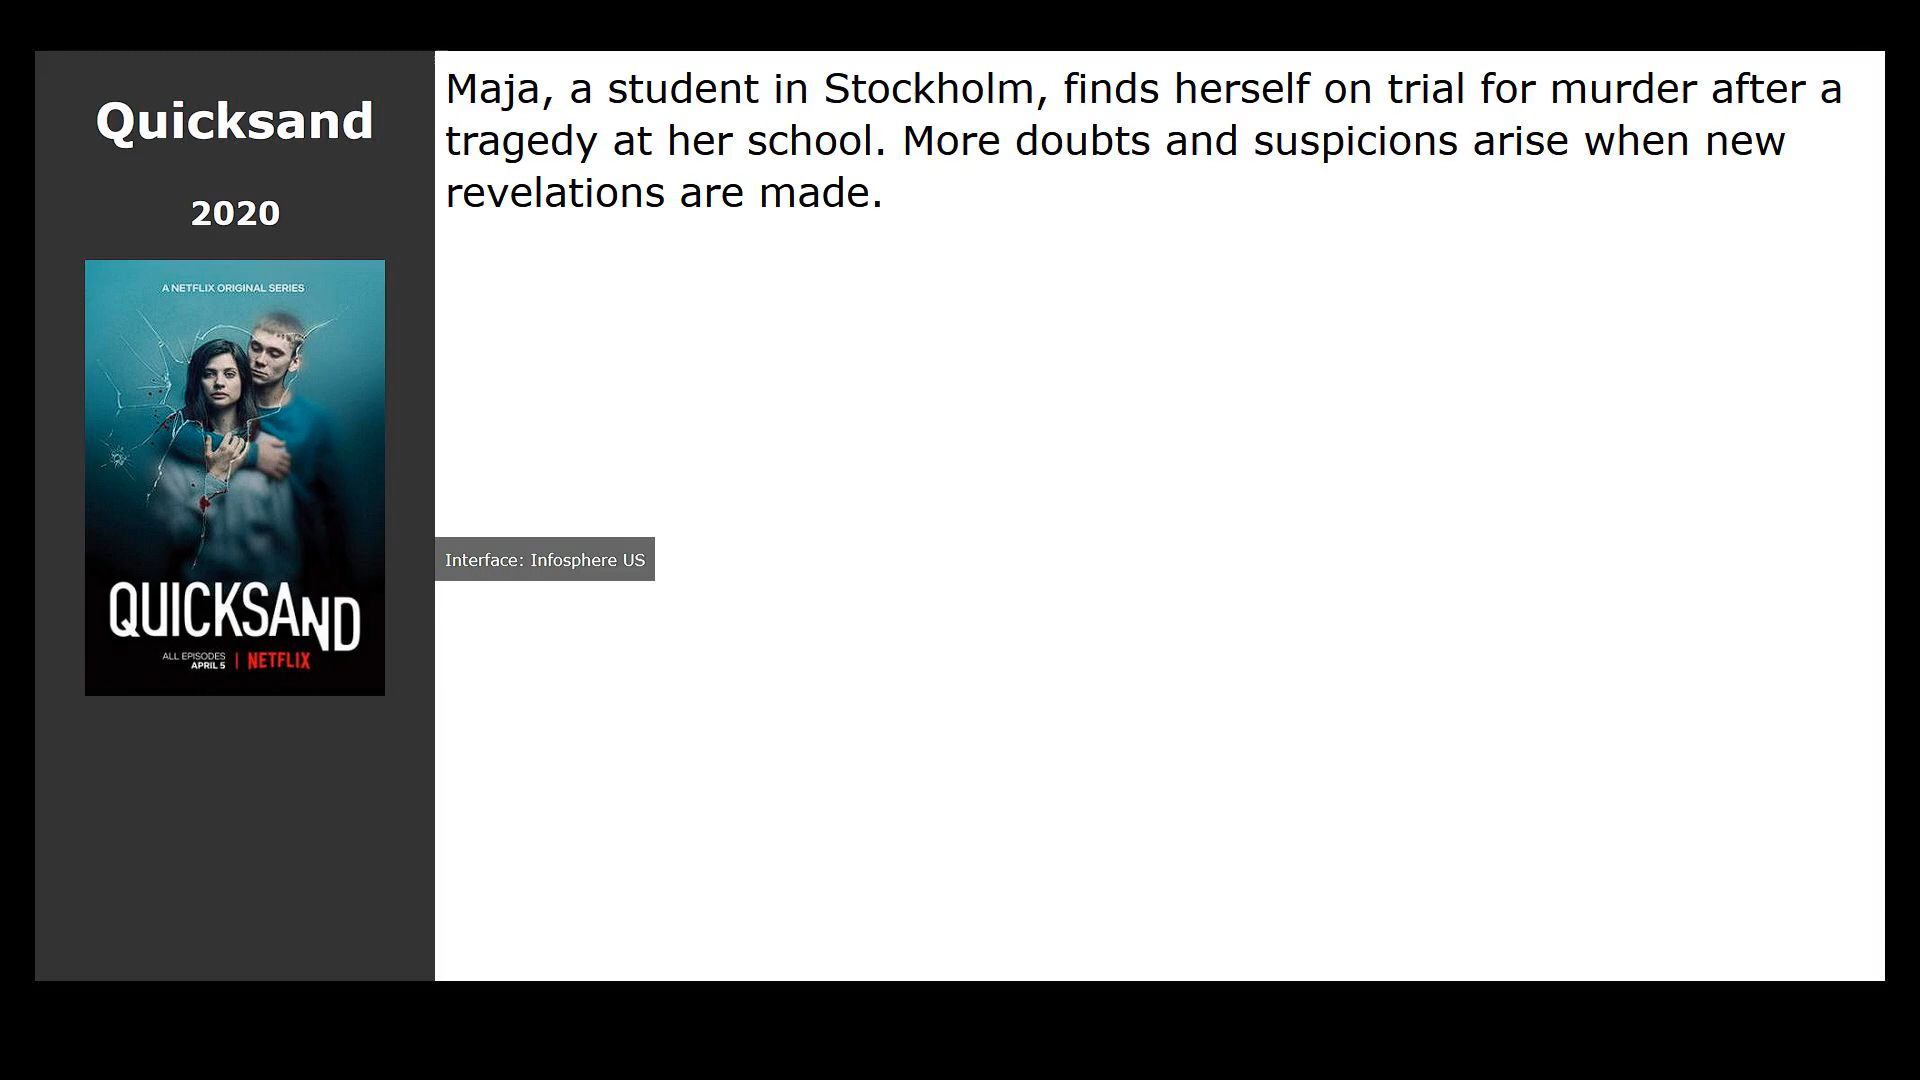 Quicksand
2020
A NETFLIX ORIGINAL SERIES
QUICKSAND
ALL EPISODES
APRIL 5
NETFLIX
Maja, a student in Stockholm, finds herself on trial for murder after a
tragedy at her school. More doubts and suspicions arise when new
revelations are made.
Interface: Infosphere US